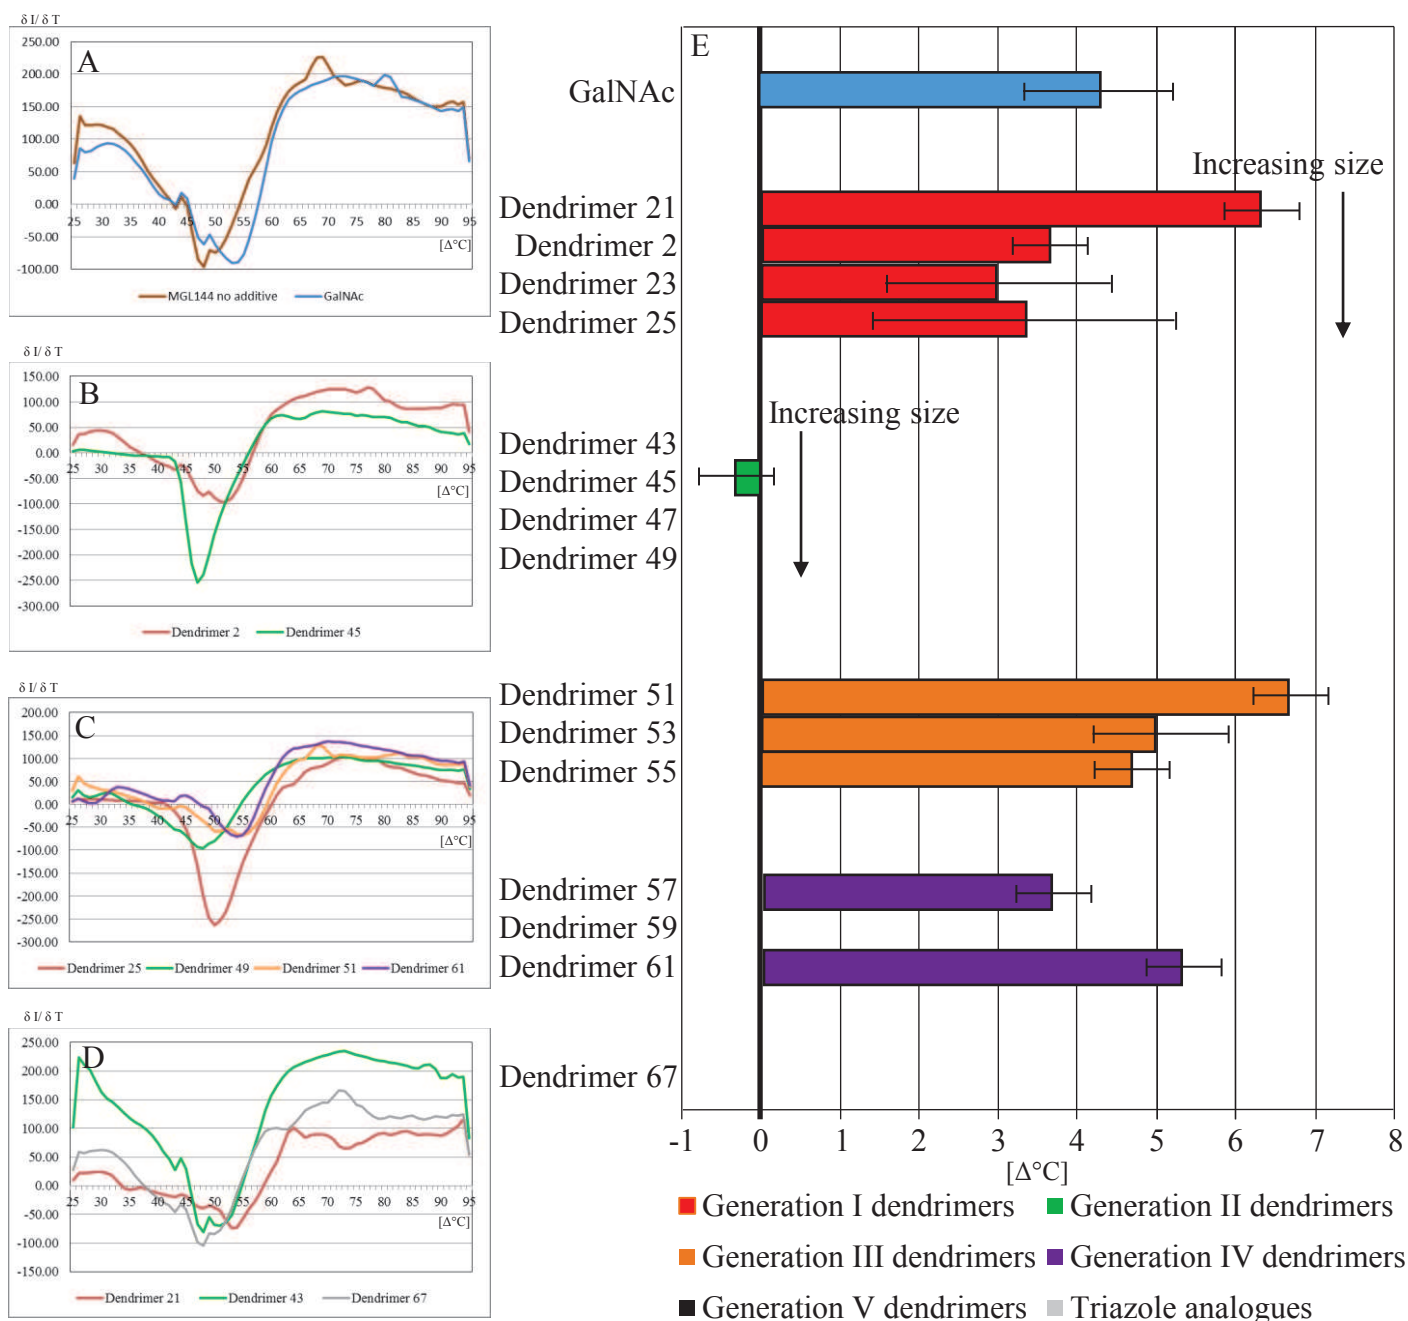 δ I/ δ T
A
250.00
200.00
150.00
100.00
50.00
0.00
-50.00
-100.00
25 30 35 40 45 50 55 60 65 70 75 80 85 90 95
[Δ°C]
MGL144 no additive GalNAc
δ I/ δ T
B
150.00
100.00
50.00
0.00
-50.00
-100.00
-150.00
-200.00
-250.00
-300.00
25 30 35 40 45 50 55 60 65 70 75 80 85 90 95
[Δ°C]
Dendrimer 2 Dendrimer 45
δ I/ δ T
C
200.00
150.00
100.00
50.00
0.00
-50.00
-100.00
-150.00
-200.00
-250.00
-300.00
25 30 35 40 45 50 55 60 65 70 75 80 85 90 95
[Δ°C]
Dendrimer 25 Dendrimer 49 Dendrimer 51 Dendrimer 61
δ I/ δ T
D
250.00
200.00
150.00
100.00
50.00
0.00
-50.00
-100.00
-150.00
25 30 35 40 45 50 55 60 65 70 75 80 85 90 95
[Δ°C]
Dendrimer 21 Dendrimer 43 Dendrimer 67
E
GalNAc
Increasing size
Dendrimer 21
Dendrimer 2
Dendrimer 23
Dendrimer 25
Increasing size
Dendrimer 43
Dendrimer 45
Dendrimer 47
Dendrimer 49
Dendrimer 51
Dendrimer 53
Dendrimer 55
Dendrimer 57
Dendrimer 59
Dendrimer 61
Dendrimer 67
-1 0 1 2 3 4 5 6 7 8
[Δ°C]
Generation I dendrimers Generation II dendrimers
Generation III dendrimers Generation IV dendrimers
Generation V dendrimers Triazole analogues